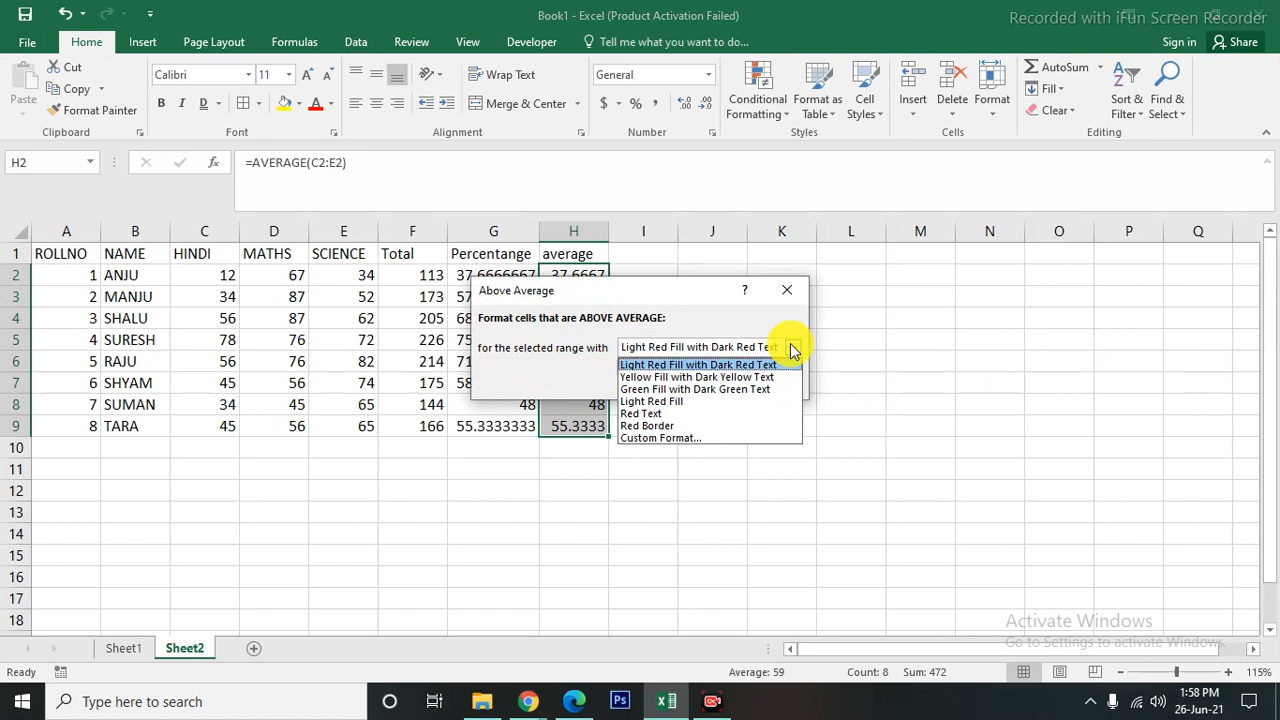 Book1 - Excel (Product Activation Failed)
Recorded with iFun Screen Recorder
File Home Insert Page Layout Formulas Data Review View Developer Tell me what you want to do... Sign in Share
Paste
Cut
Copy
Format Painter
Clipboard
Calibri 11
B I D A
Font
Wrap Text
Merge & Center
Alignment
General
$ % ,
Number
Conditional Formatting
Format as Table
Cell Styles
Styles
Insert
Delete
Format
Cells
AutoSum
Fill
Clear
Sort & Filter
Find & Select
Editing
H2 fx =AVERAGE(C2:E2)
A B C D E F G H I J K L M N O P Q
1 ROLLNO NAME HINDI MATHS SCIENCE Total Percentange average
2 1 ANJU 12 67 34 113 37.6666667 37.6667
3 2 MANJU 34 87 52 173 57
4 3 SHALU 56 87 62 205 68
5 4 SURESH 78 76 72 226 75
6 5 RAJU 56 76 82 214 71
7 6 SHYAM 45 56 74 175 58
8 7 SUMAN 34 45 65 144 48 48
9 8 TARA 45 56 65 166 55.3333333 55.3333
10
11
12
13
14
15
16
17
18
Above Average ?
Format cells that are ABOVE AVERAGE:
for the selected range with Light Red Fill with Dark Red Text
Light Red Fill with Dark Red Text
Yellow Fill with Dark Yellow Text
Green Fill with Dark Green Text
Light Red Fill
Red Text
Red Border
Custom Format...
Activate Windows
Go to Settings to activate Windows.
Sheet1 Sheet2
Ready Average: 59 Count: 8 Sum: 472 115%
Type here to search
Ps
1:58 PM
26-Jun-21